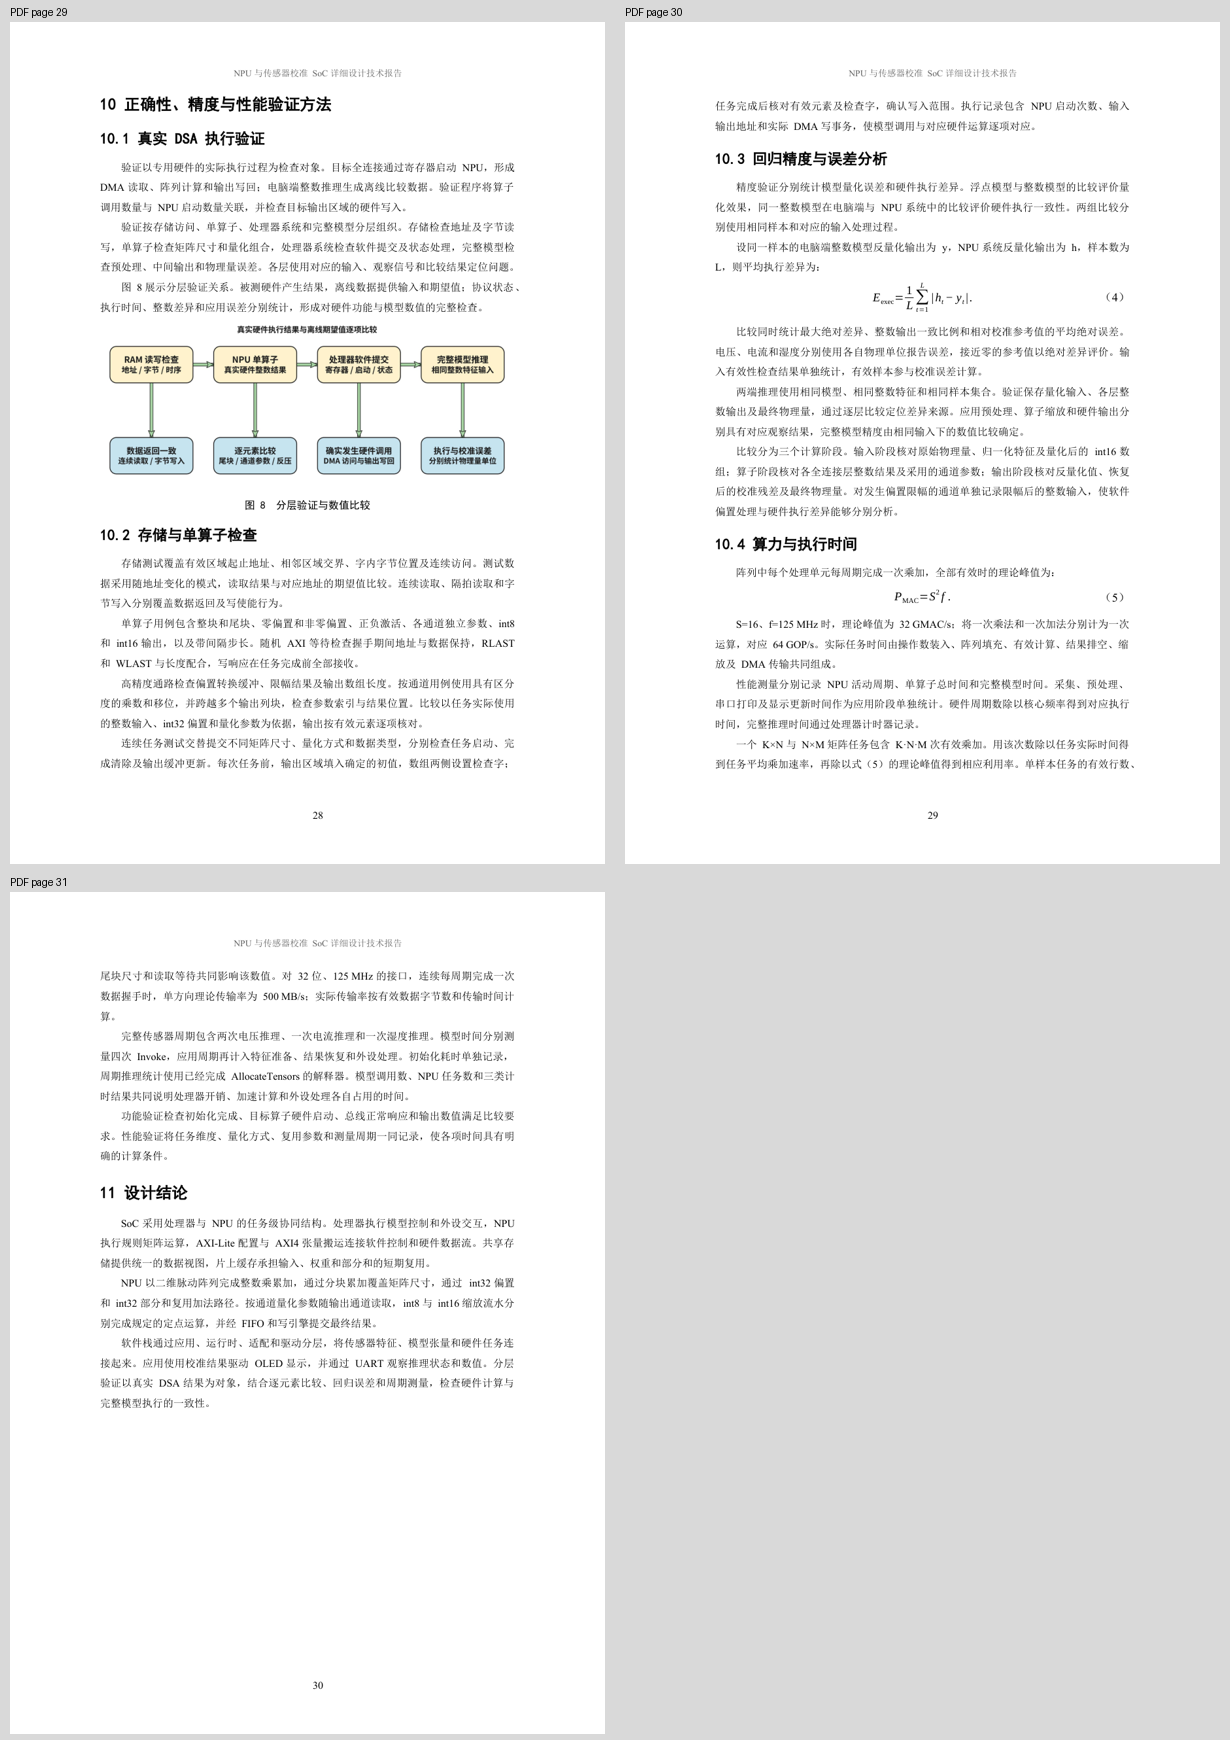 PDF page 29
NPU 与传感器校准 SoC 详细设计技术报告
10 正确性、精度与性能验证方法
10.1 真实 DSA 执行验证
验证以专用硬件的实际执行过程为检查对象。目标全连接通过寄存器启动 NPU，形成
DMA 读取、阵列计算和输出写回；电脑端整数推理生成离线比较数据。验证程序将算子
调用数量与 NPU 启动数量关联，并检查目标输出区域的硬件写入。
验证按存储访问、单算子、处理器系统和完整模型分层组织。存储检查地址及字节读
写，单算子检查矩阵尺寸和量化组合，处理器系统检查软件提交及状态处理，完整模型检
查预处理、中间输出和物理量误差。各层使用对应的输入、观察信号和比较结果定位问题。
图 8 展示分层验证关系。被测硬件产生结果，离线数据提供输入和期望值；协议状态、
执行时间、整数差异和应用误差分别统计，形成对硬件功能与模型数值的完整检查。
真实硬件执行结果与离线期望值逐项比较
RAM 读写检查
地址 / 字节 / 时序
NPU 单算子
真实硬件整数结果
处理器软件提交
寄存器 / 启动 / 状态
完整模型推理
相同整数特征输入
数据返回一致
连续读取 / 字节写入
逐元素比较
尾块 / 通道参数 / 反压
确实发生硬件调用
DMA 访问与输出写回
执行与校准误差
分别统计物理量单位
图 8 分层验证与数值比较
10.2 存储与单算子检查
存储测试覆盖有效区域起止地址、相邻区域交界、字内字节位置及连续访问。测试数
据采用随地址变化的模式，读取结果与对应地址的期望值比较。连续读取、隔拍读取和字
节写入分别覆盖数据返回及写使能行为。
单算子用例包含整块和尾块、零偏置和非零偏置、正负激活、各通道独立参数、int8
和 int16 输出，以及带间隔步长。随机 AXI 等待检查握手期间地址与数据保持，RLAST
和 WLAST 与长度配合，写响应在任务完成前全部接收。
高精度通路检查偏置转换缓冲、限幅结果及输出数组长度。按通道用例使用具有区分
度的乘数和移位，并跨越多个输出列块，检查参数索引与结果位置。比较以任务实际使用
的整数输入、int32 偏置和量化参数为依据，输出按有效元素逐项核对。
连续任务测试交替提交不同矩阵尺寸、量化方式和数据类型，分别检查任务启动、完
成清除及输出缓冲更新。每次任务前，输出区域填入确定的初值，数组两侧设置检查字；
28
PDF page 30
NPU 与传感器校准 SoC 详细设计技术报告
任务完成后核对有效元素及检查字，确认写入范围。执行记录包含 NPU 启动次数、输入
输出地址和实际 DMA 写事务，使模型调用与对应硬件运算逐项对应。
10.3 回归精度与误差分析
精度验证分别统计模型量化误差和硬件执行差异。浮点模型与整数模型的比较评价量
化效果，同一整数模型在电脑端与 NPU 系统中的比较评价硬件执行一致性。两组比较分
别使用相同样本和对应的输入处理过程。
设同一样本的电脑端整数模型反量化输出为 y，NPU 系统反量化输出为 h，样本数为
L，则平均执行差异为：
E_exec = 1/L ∑_{t=1}^{L} |h_t − y_t|. （4）
比较同时统计最大绝对差异、整数输出一致比例和相对校准参考值的平均绝对误差。
电压、电流和湿度分别使用各自物理单位报告误差，接近零的参考值以绝对差异评价。输
入有效性检查结果单独统计，有效样本参与校准误差计算。
两端推理使用相同模型、相同整数特征和相同样本集合。验证保存量化输入、各层整
数输出及最终物理量，通过逐层比较定位差异来源。应用预处理、算子缩放和硬件输出分
别具有对应观察结果，完整模型精度由相同输入下的数值比较确定。
比较分为三个计算阶段。输入阶段核对原始物理量、归一化特征及量化后的 int16 数
组；算子阶段核对各全连接层整数结果及采用的通道参数；输出阶段核对反量化值、恢复
后的校准残差及最终物理量。对发生偏置限幅的通道单独记录限幅后的整数输入，使软件
偏置处理与硬件执行差异能够分别分析。
10.4 算力与执行时间
阵列中每个处理单元每周期完成一次乘加，全部有效时的理论峰值为：
P_MAC = S²f . （5）
S=16、f=125 MHz 时，理论峰值为 32 GMAC/s；将一次乘法和一次加法分别计为一次
运算，对应 64 GOP/s。实际任务时间由操作数装入、阵列填充、有效计算、结果排空、缩
放及 DMA 传输共同组成。
性能测量分别记录 NPU 活动周期、单算子总时间和完整模型时间。采集、预处理、
串口打印及显示更新时间作为应用阶段单独统计。硬件周期数除以核心频率得到对应执行
时间，完整推理时间通过处理器计时器记录。
一个 K×N 与 N×M 矩阵任务包含 K·N·M 次有效乘加。用该次数除以任务实际时间得
到任务平均乘加速率，再除以式（5）的理论峰值得到相应利用率。单样本任务的有效行数、
29
PDF page 31
NPU 与传感器校准 SoC 详细设计技术报告
尾块尺寸和读取等待共同影响该数值。对 32 位、125 MHz 的接口，连续每周期完成一次
数据握手时，单方向理论传输率为 500 MB/s；实际传输率按有效数据字节数和传输时间计
算。
完整传感器周期包含两次电压推理、一次电流推理和一次湿度推理。模型时间分别测
量四次 Invoke，应用周期再计入特征准备、结果恢复和外设处理。初始化耗时单独记录，
周期推理统计使用已经完成 AllocateTensors 的解释器。模型调用数、NPU 任务数和三类计
时结果共同说明处理器开销、加速计算和外设处理各自占用的时间。
功能验证检查初始化完成、目标算子硬件启动、总线正常响应和输出数值满足比较要
求。性能验证将任务维度、量化方式、复用参数和测量周期一同记录，使各项时间具有明
确的计算条件。
11 设计结论
SoC 采用处理器与 NPU 的任务级协同结构。处理器执行模型控制和外设交互，NPU
执行规则矩阵运算，AXI-Lite 配置与 AXI4 张量搬运连接软件控制和硬件数据流。共享存
储提供统一的数据视图，片上缓存承担输入、权重和部分和的短期复用。
NPU 以二维脉动阵列完成整数乘累加，通过分块累加覆盖矩阵尺寸，通过 int32 偏置
和 int32 部分和复用加法路径。按通道量化参数随输出通道读取，int8 与 int16 缩放流水分
别完成规定的定点运算，并经 FIFO 和写引擎提交最终结果。
软件栈通过应用、运行时、适配和驱动分层，将传感器特征、模型张量和硬件任务连
接起来。应用使用校准结果驱动 OLED 显示，并通过 UART 观察推理状态和数值。分层
验证以真实 DSA 结果为对象，结合逐元素比较、回归误差和周期测量，检查硬件计算与
完整模型执行的一致性。
30